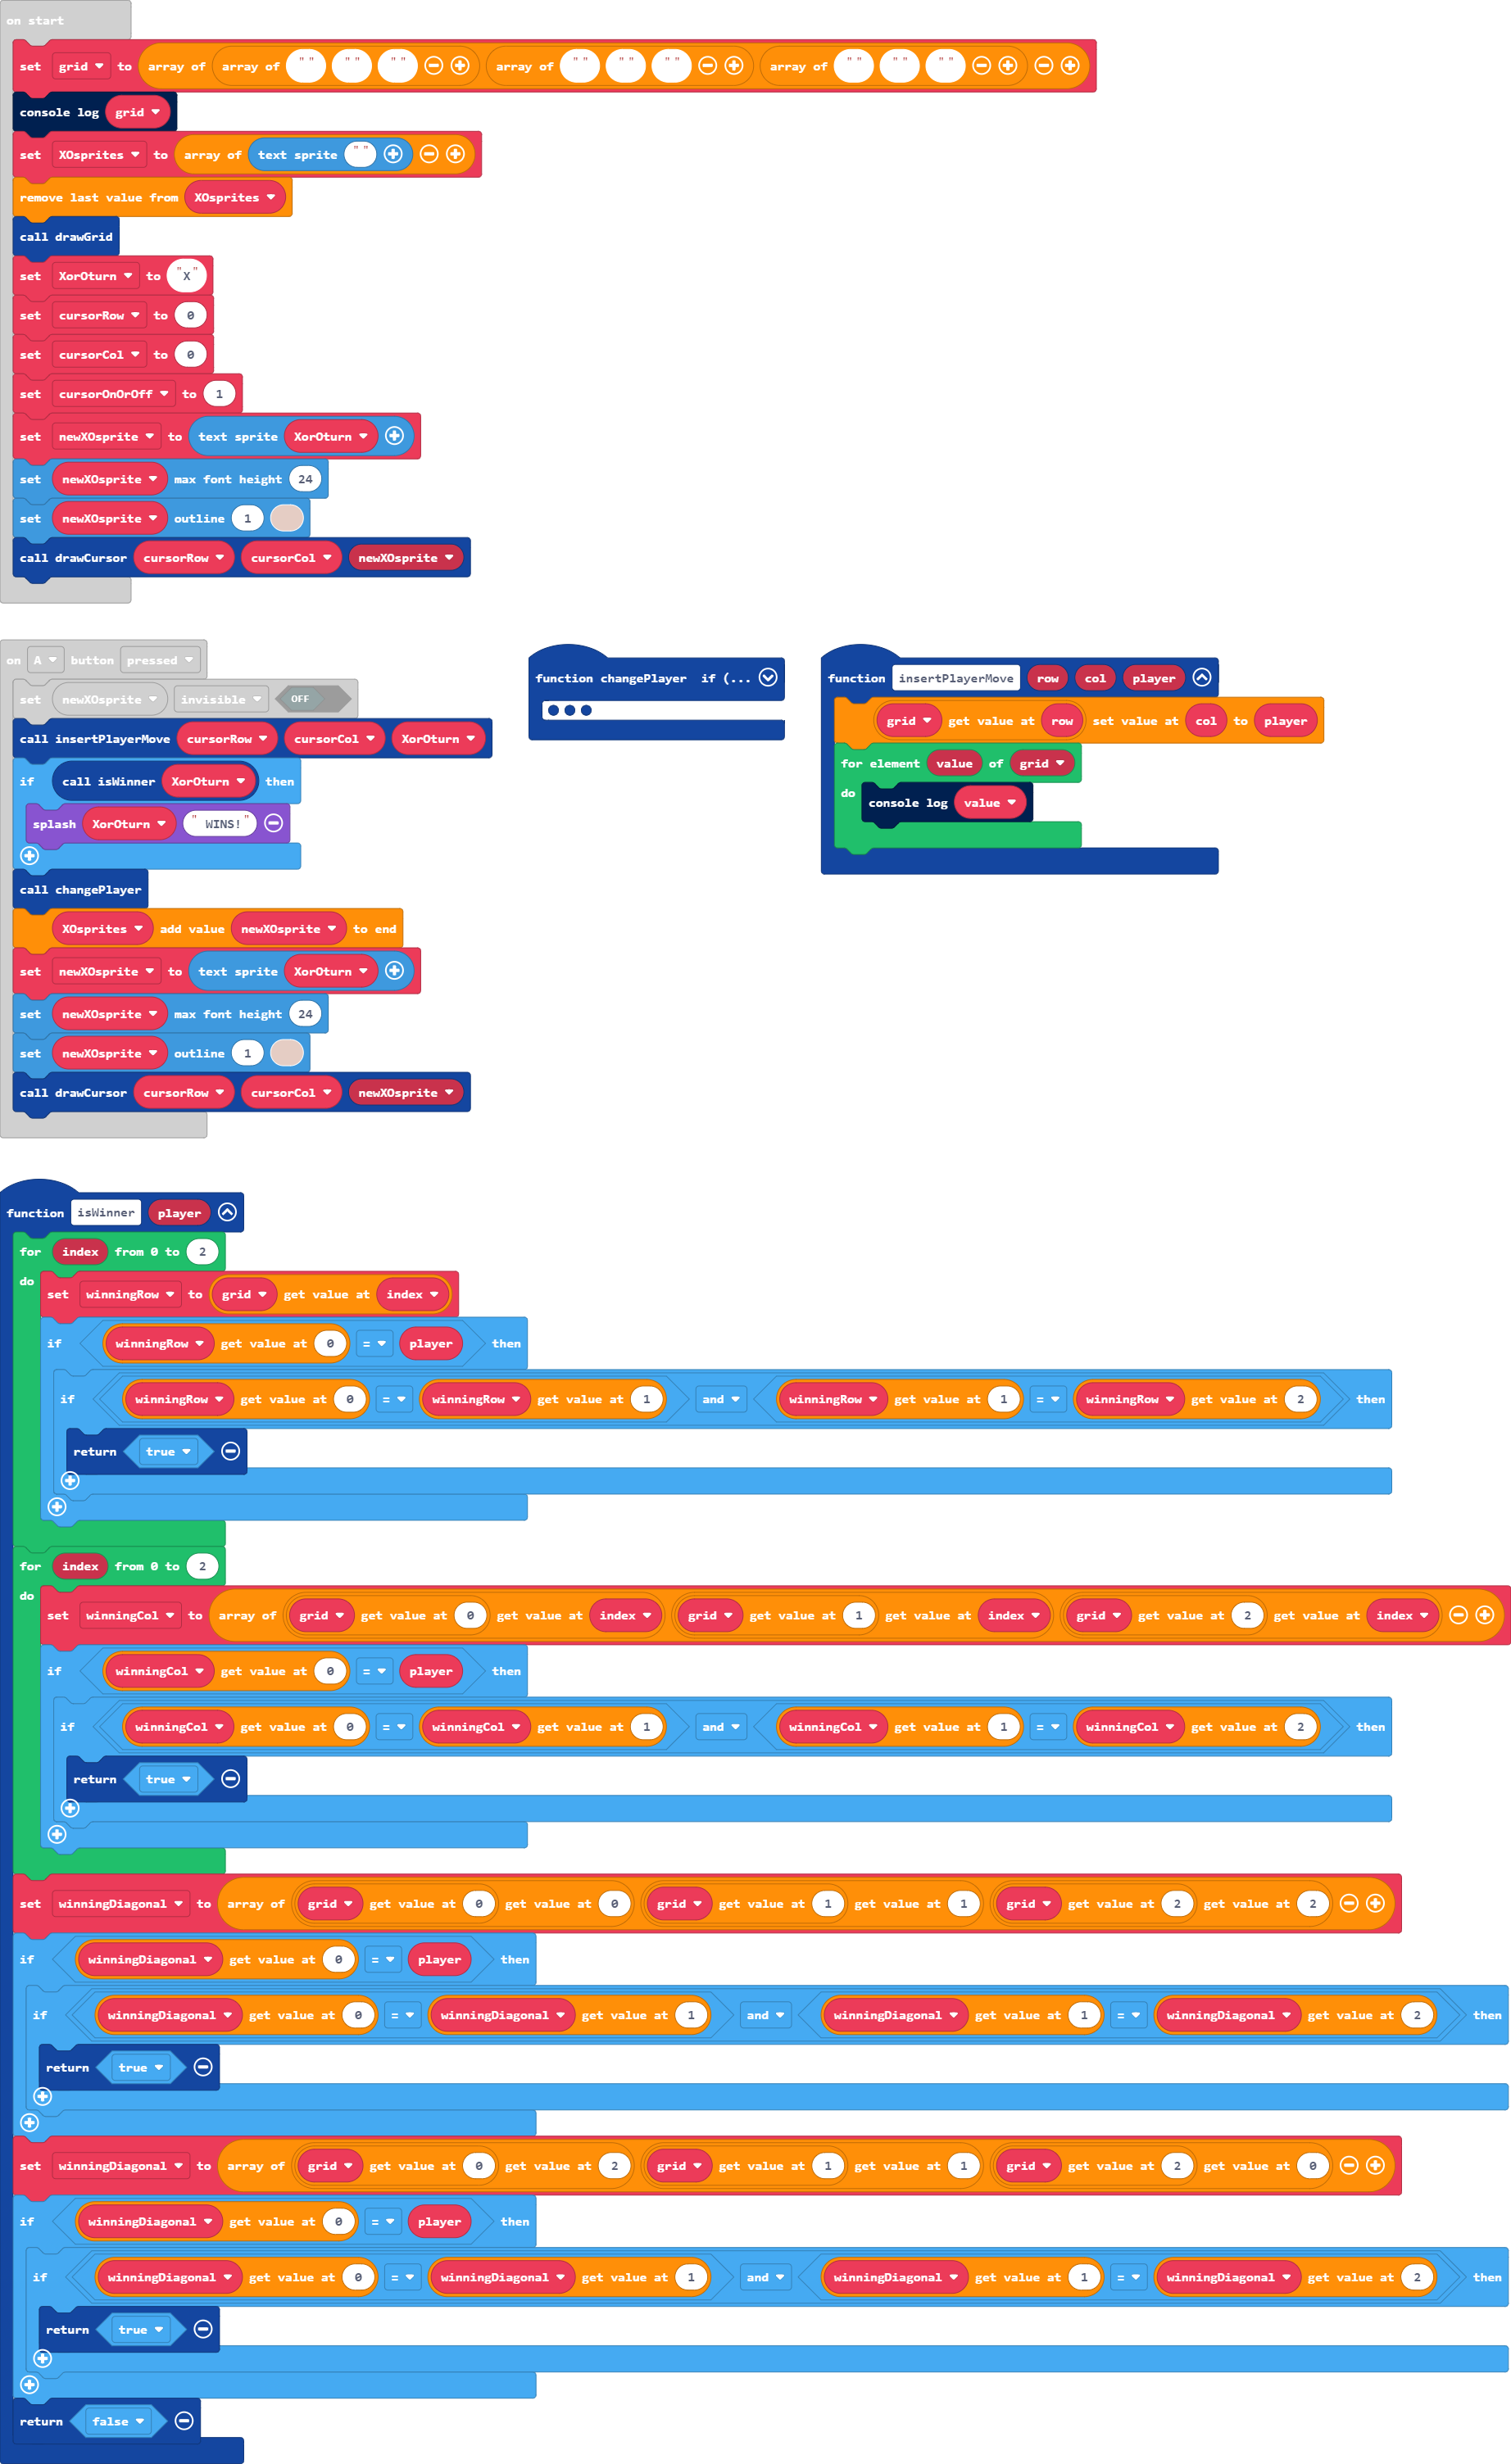 on start
set grid to array of array of "" "" "" array of "" "" "" array of "" "" ""
console log grid
set XOsprites to array of text sprite ""
remove last value from XOsprites
call drawGrid
set XorOturn to "X"
set cursorRow to 0
set cursorCol to 0
set cursorOnOrOff to 1
set newXOsprite to text sprite XorOturn
set newXOsprite max font height 24
set newXOsprite outline 1
call drawCursor cursorRow cursorCol newXOsprite
on A button pressed
set newXOsprite invisible OFF
call insertPlayerMove cursorRow cursorCol XorOturn
if call isWinner XorOturn then
splash XorOturn " WINS!"
call changePlayer
XOsprites add value newXOsprite to end
set newXOsprite to text sprite XorOturn
set newXOsprite max font height 24
set newXOsprite outline 1
call drawCursor cursorRow cursorCol newXOsprite
function changePlayer if (...
function insertPlayerMove row col player
grid get value at row set value at col to player
for element value of grid
do console log value
function isWinner player
for index from 0 to 2
do
set winningRow to grid get value at index
if winningRow get value at 0 = player then
if winningRow get value at 0 = winningRow get value at 1 and winningRow get value at 1 = winningRow get value at 2 then
return true
for index from 0 to 2
do
set winningCol to array of grid get value at 0 get value at index grid get value at 1 get value at index grid get value at 2 get value at index
if winningCol get value at 0 = player then
if winningCol get value at 0 = winningCol get value at 1 and winningCol get value at 1 = winningCol get value at 2 then
return true
set winningDiagonal to array of grid get value at 0 get value at 0 grid get value at 1 get value at 1 grid get value at 2 get value at 2
if winningDiagonal get value at 0 = player then
if winningDiagonal get value at 0 = winningDiagonal get value at 1 and winningDiagonal get value at 1 = winningDiagonal get value at 2 then
return true
set winningDiagonal to array of grid get value at 0 get value at 2 grid get value at 1 get value at 1 grid get value at 2 get value at 0
if winningDiagonal get value at 0 = player then
if winningDiagonal get value at 0 = winningDiagonal get value at 1 and winningDiagonal get value at 1 = winningDiagonal get value at 2 then
return true
return false